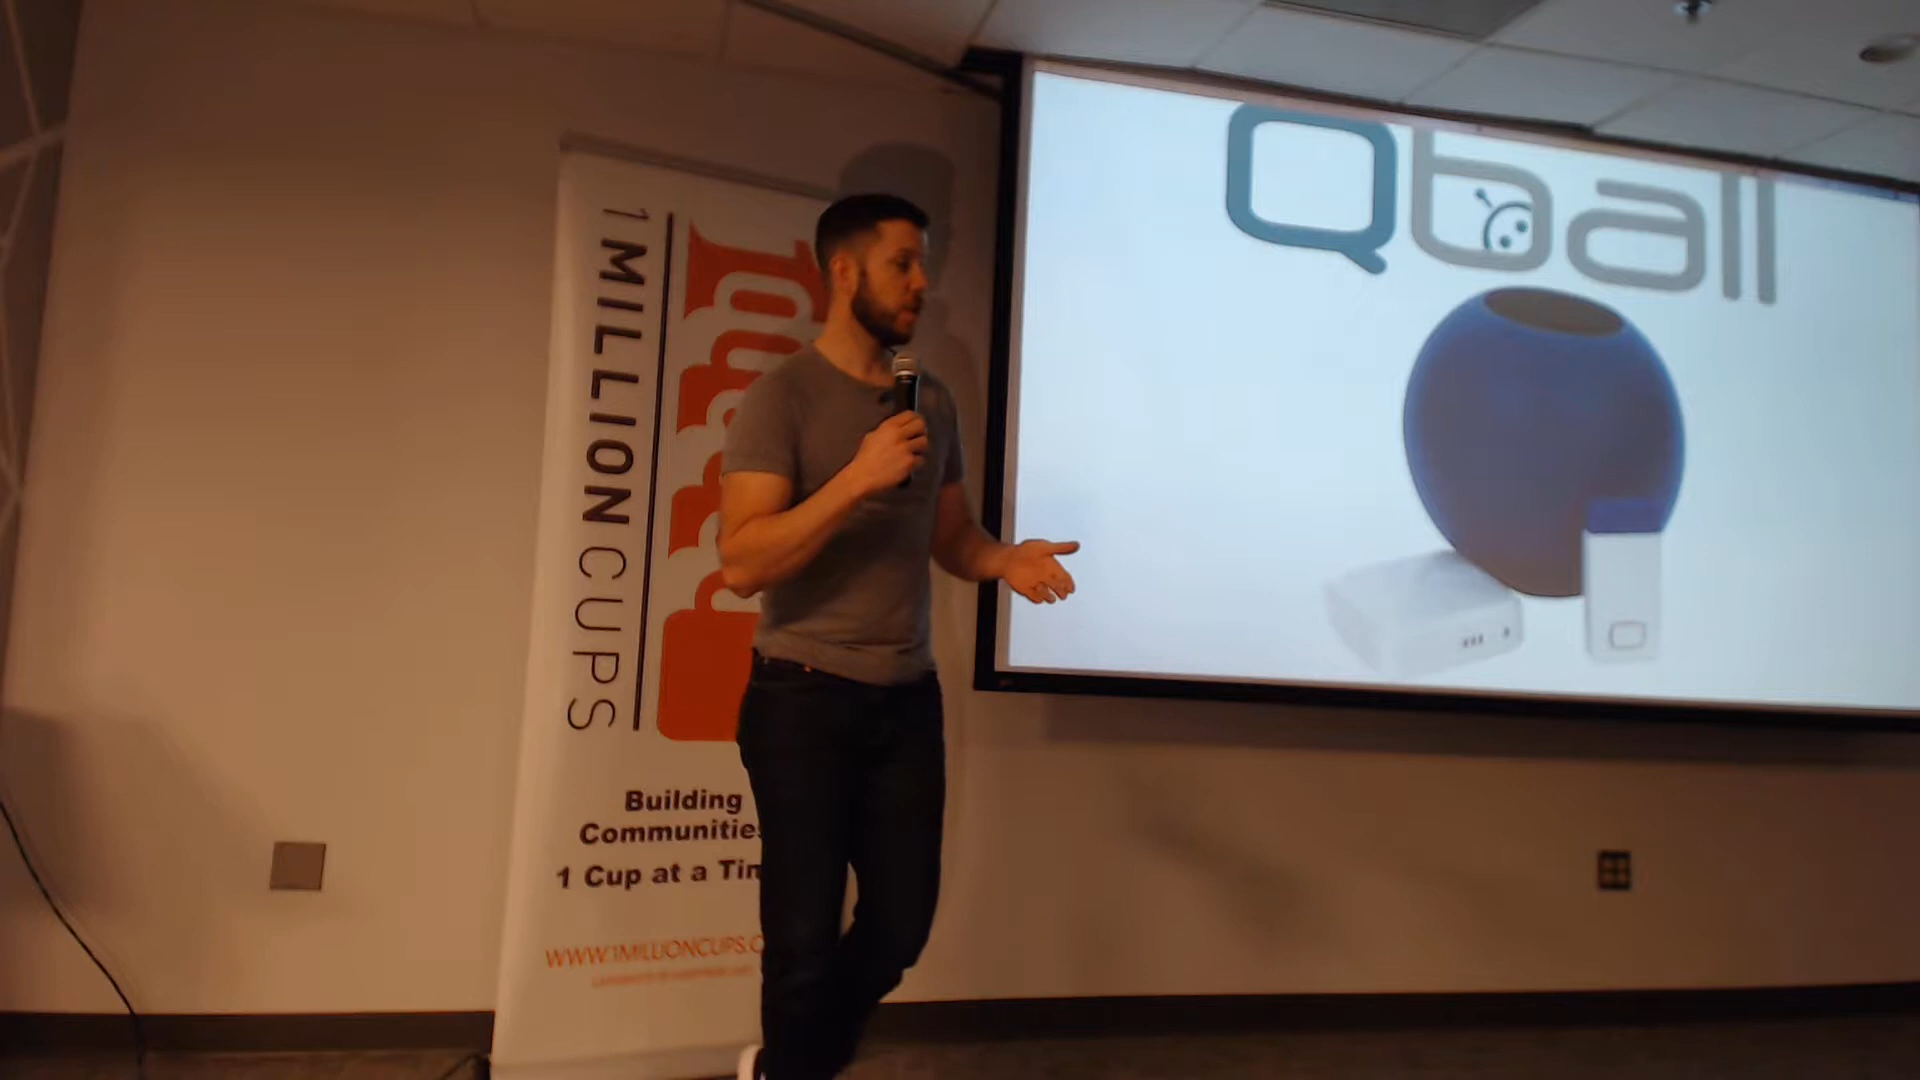 1 MILLION CUPS
Building
Communities
1 Cup at a Tim
WWW.1MILLIONCUPS.C
Qball